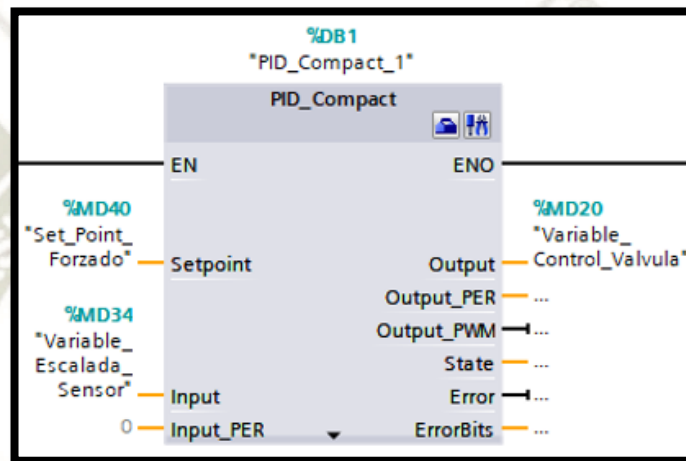 %DB1
"PID_Compact_1"
PID_Compact
EN ENO
%MD40
"Set_Point_
Forzado" Setpoint
%MD20
"Variable_
Output Control_Valvula"
Output_PER ...
%MD34
"Variable_
Escalada_
Sensor" Input
Output_PWM ...
State ...
Error ...
0 Input_PER ErrorBits ...